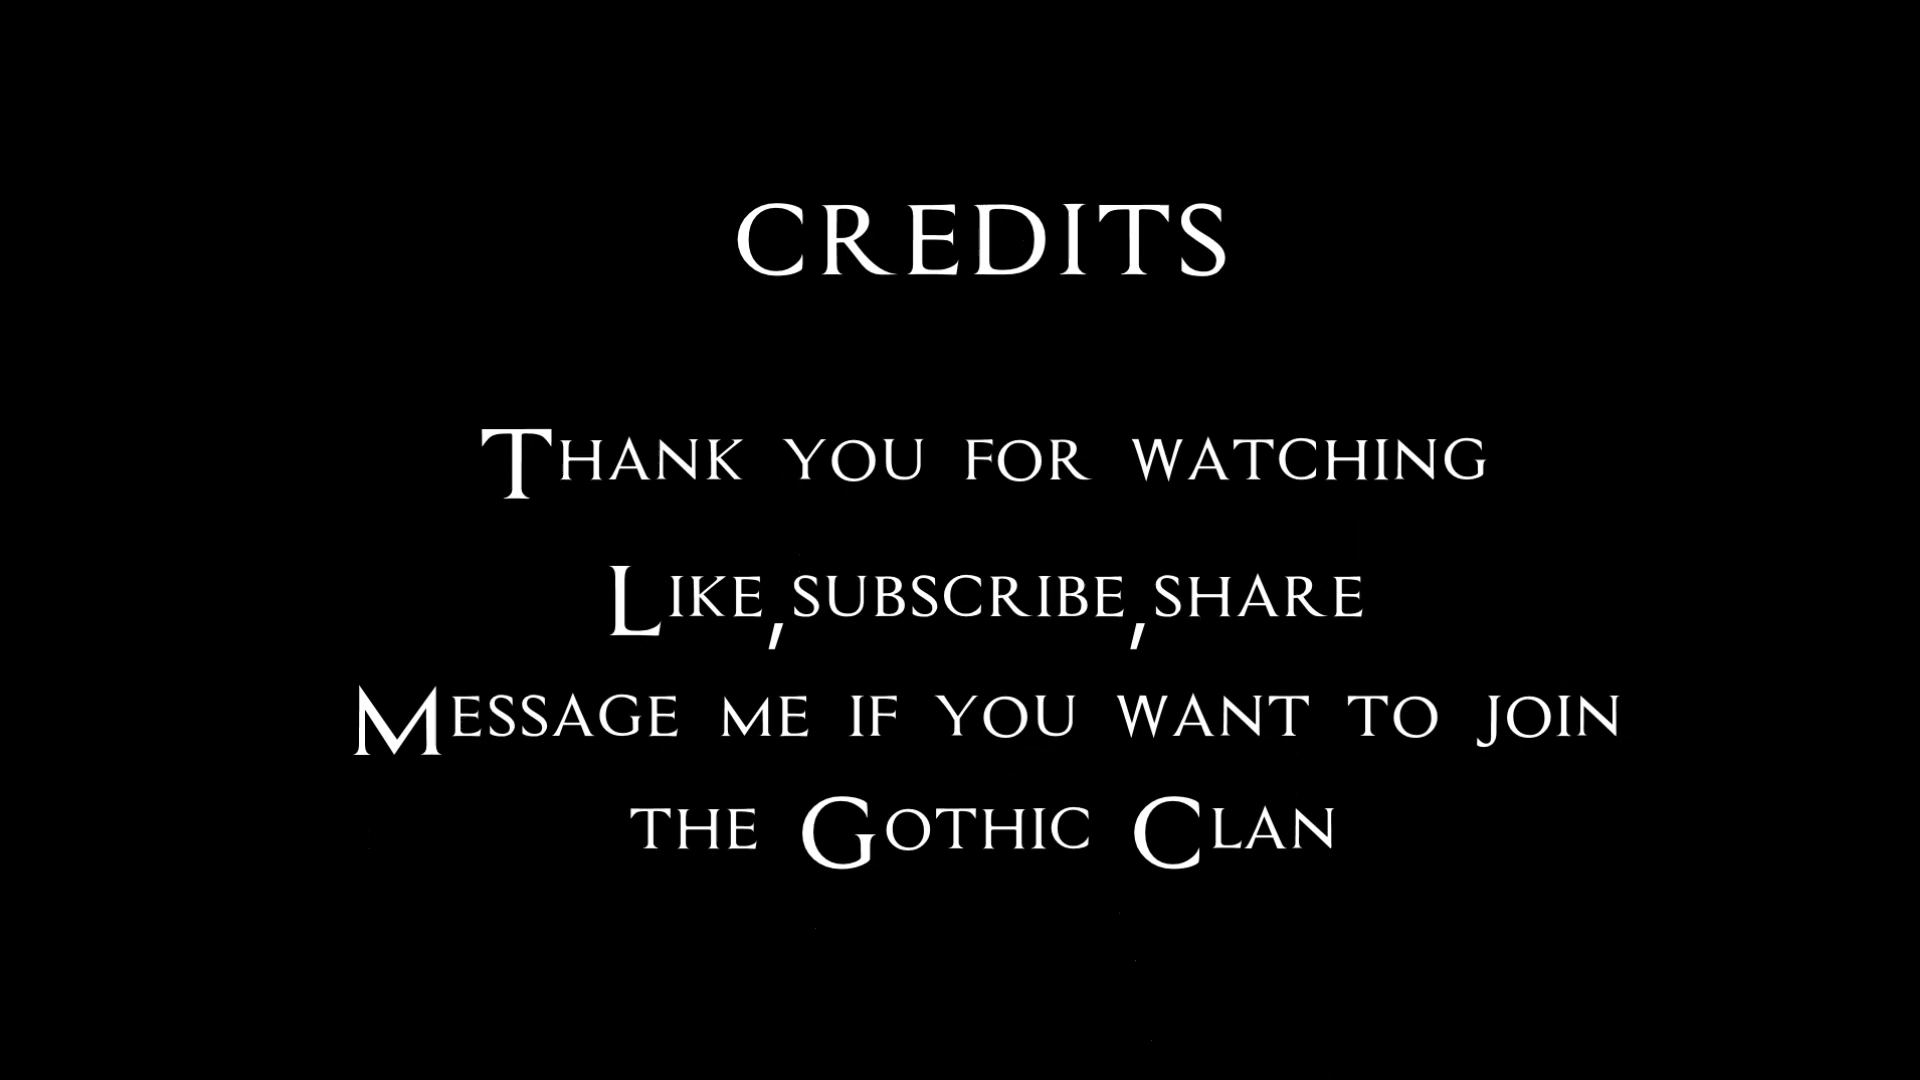 CREDITS
Thank you for watching
Like,subscribe,share
Message me if you want to join
the Gothic Clan